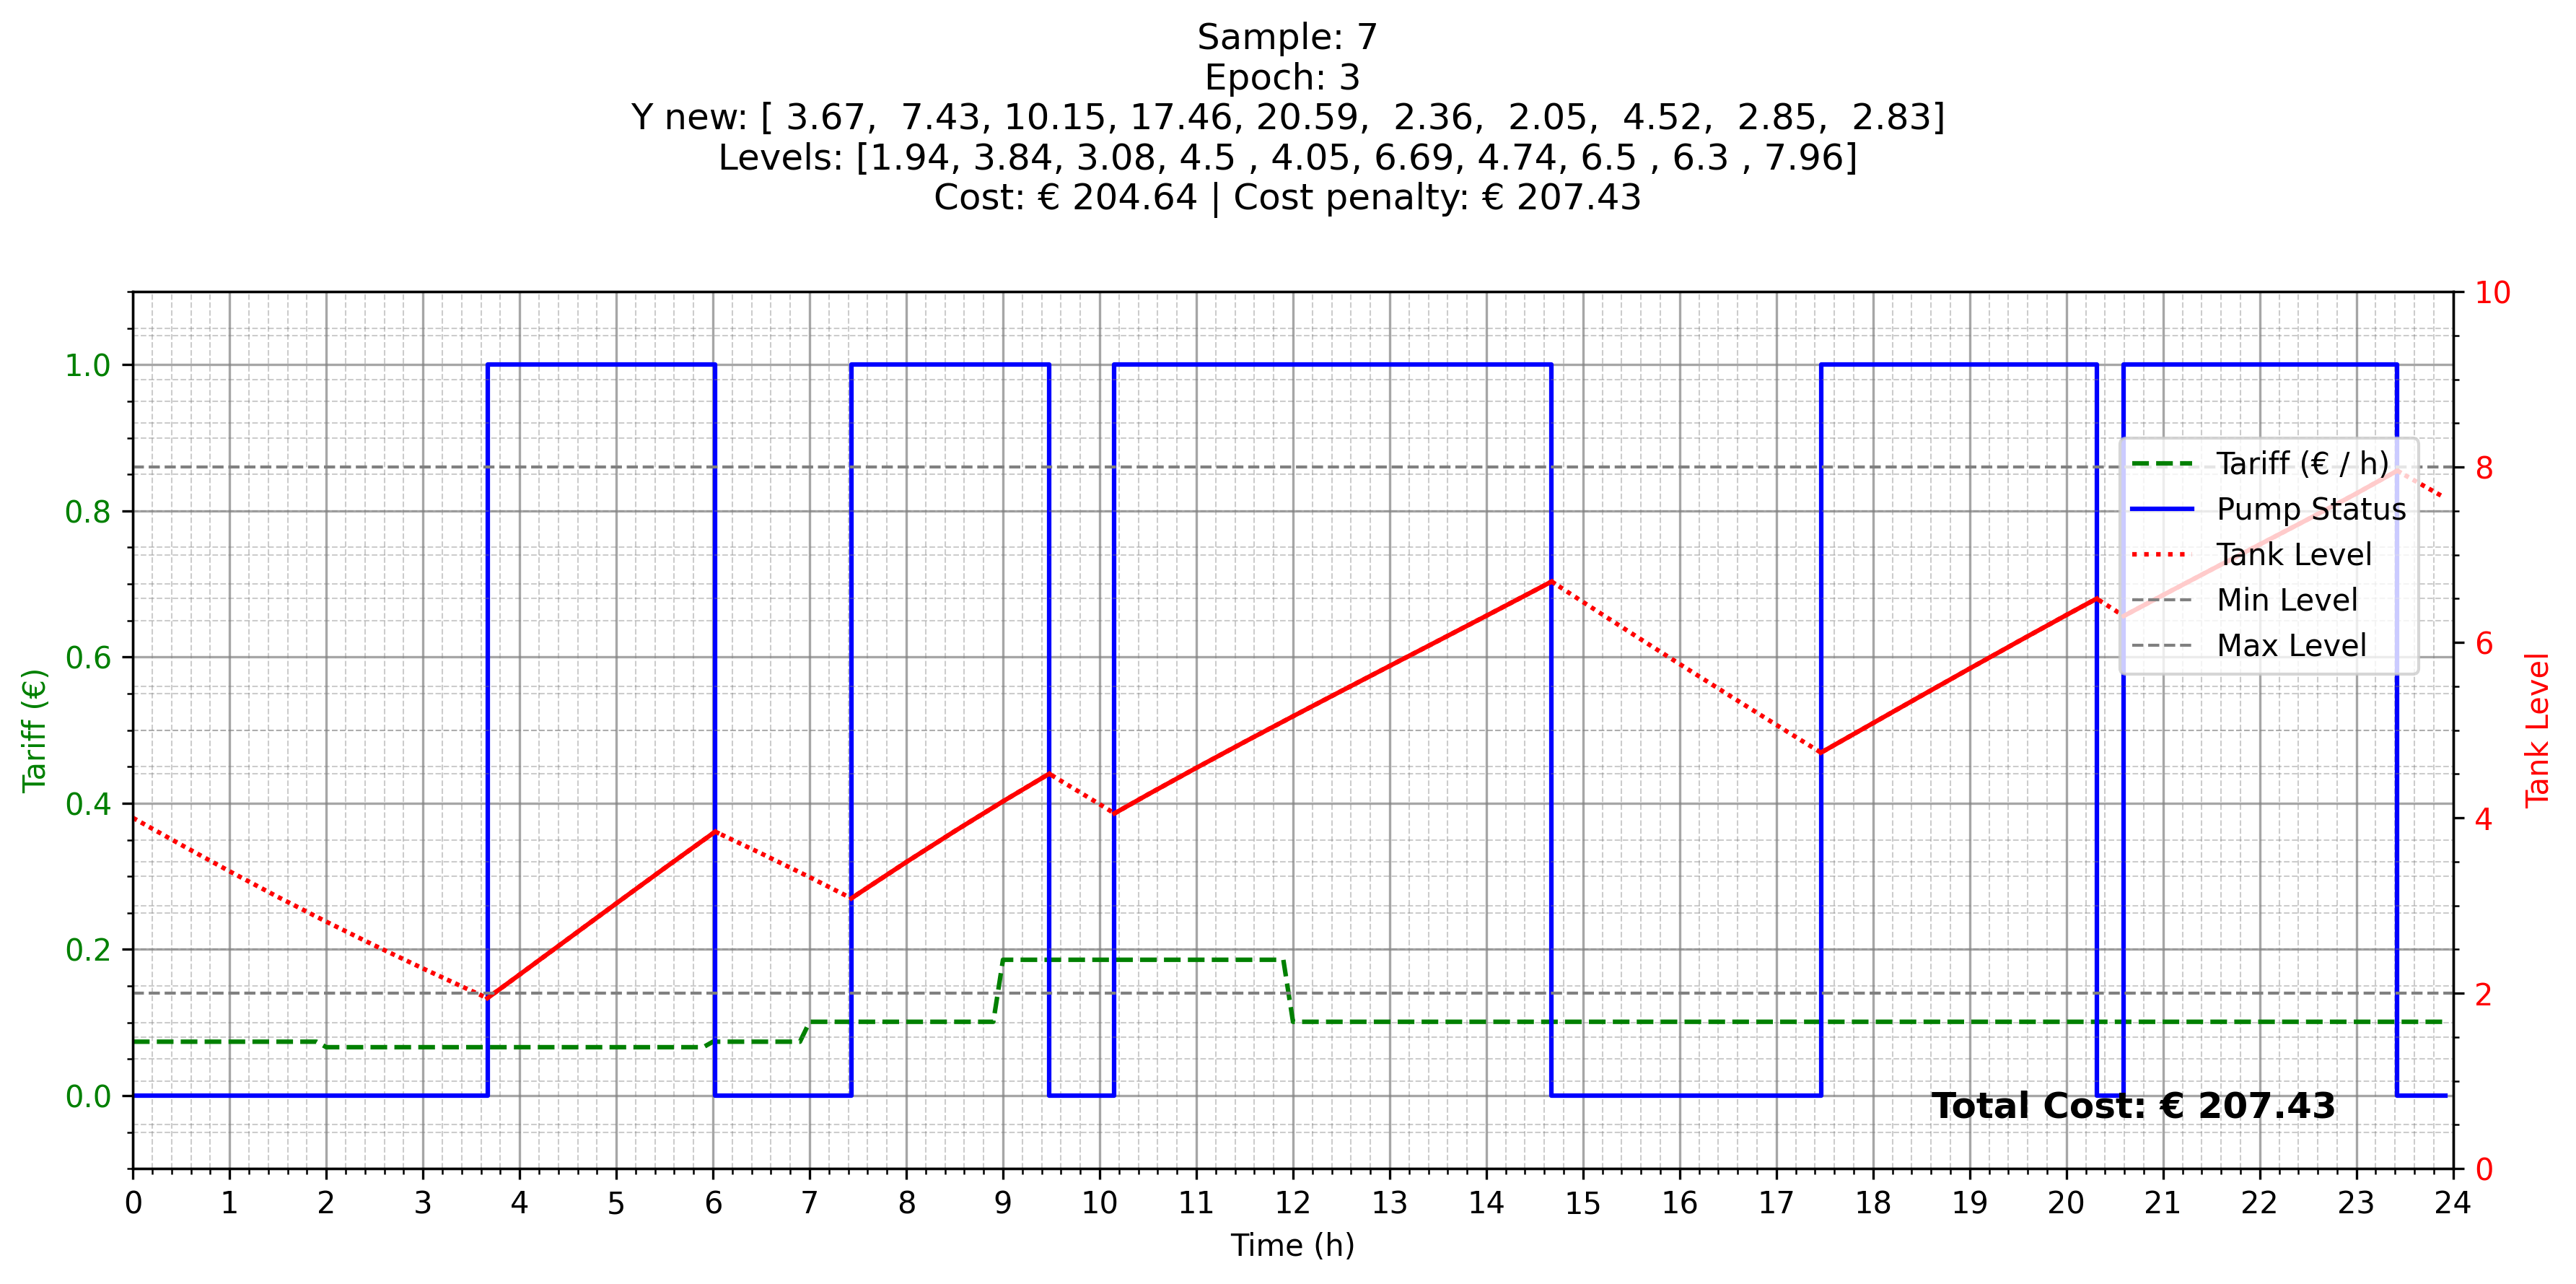 Sample: 7
Epoch: 3
Y new: [ 3.67,  7.43, 10.15, 17.46, 20.59,  2.36,  2.05,  4.52,  2.85,  2.83]
Levels: [1.94, 3.84, 3.08, 4.5 , 4.05, 6.69, 4.74, 6.5 , 6.3 , 7.96]
Cost: € 204.64 | Cost penalty: € 207.43
Tariff (€)
1.0
0.8
0.6
0.4
0.2
0.0
Tariff (€ / h)
Pump Status
Tank Level
Min Level
Max Level
Total Cost: € 207.43
10
8
6
4
2
0
Tank Level
0 1 2 3 4 5 6 7 8 9 10 11 12 13 14 15 16 17 18 19 20 21 22 23 24
Time (h)